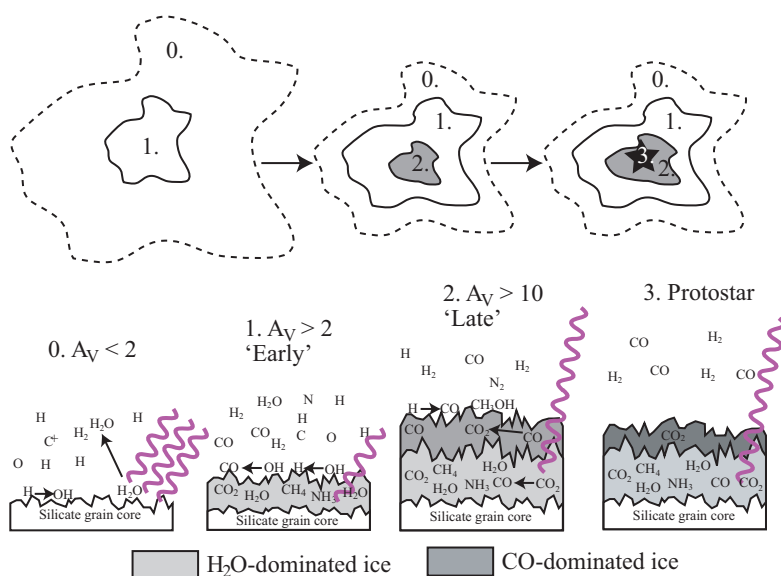 0.
1.
0.
1.
2.
0.
1.
3.
2.
0. A_V < 2
1. A_V > 2
'Early'
2. A_V > 10
'Late'
3. Protostar
H
H
H₂O
H
C⁺
H₂
O
H
H
H
OH
H₂O
Silicate grain core
H₂O
N
H
H₂
H
CO
CO
H₂
C
O
H
CO
OH
H
OH
CO₂
H₂O
CH₄
NH₃
H₂O
Silicate grain core
H
H₂
CO
H₂
N₂
H
CO
CH₃OH
CO
CO₂
CO
CO₂
CH₄
H₂O
H₂O
NH₃
CO
CO₂
Silicate grain core
CO
H₂
H₂
CO
CO
CO₂
CO₂
CH₄
H₂O
H₂O
NH₃
CO
CO₂
Silicate grain core
H₂O-dominated ice
CO-dominated ice